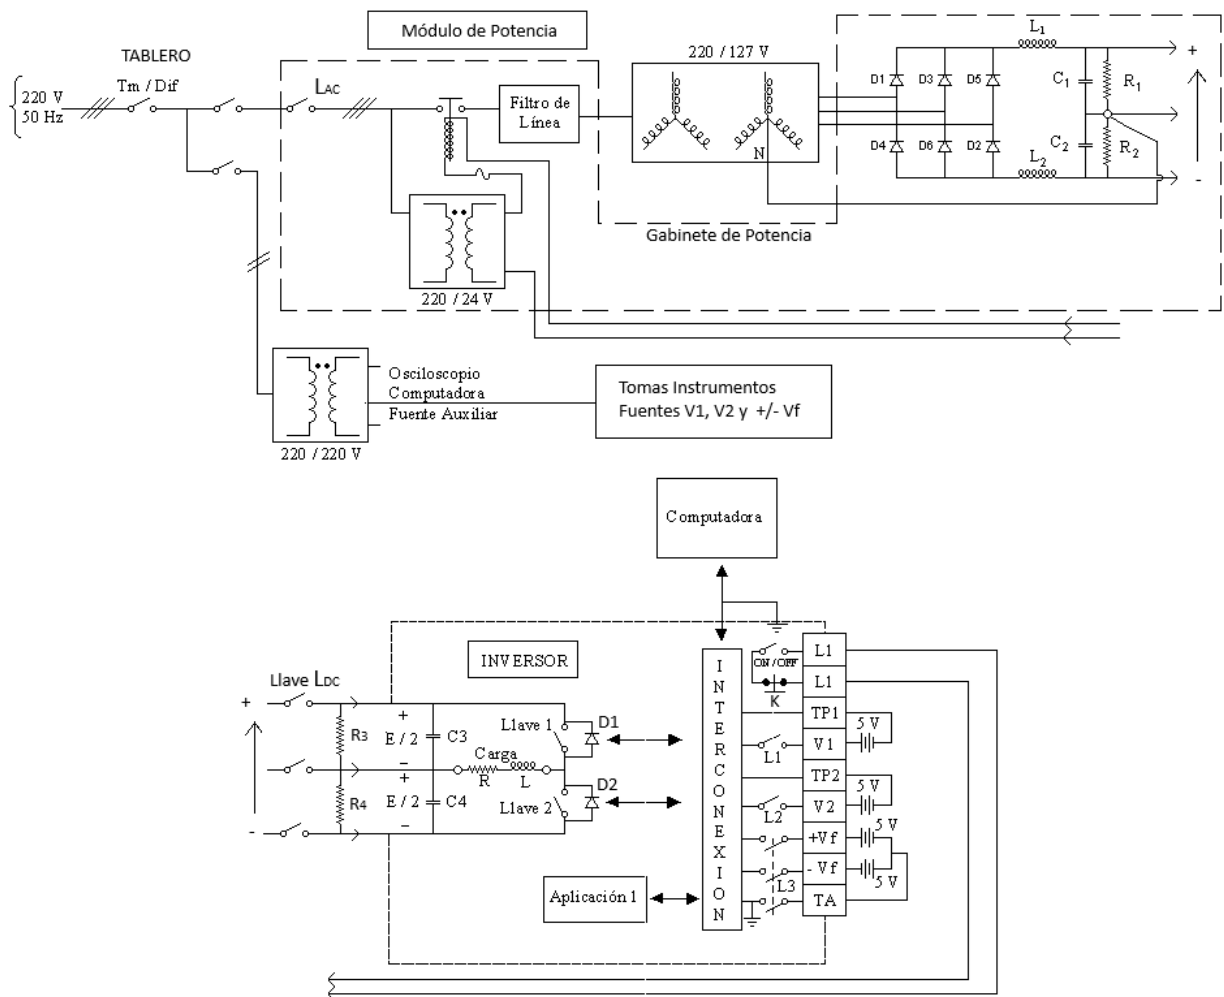 Módulo de Potencia
TABLERO
Tm / Dif
220 V
50 Hz
LAC
Filtro de
Línea
220 / 127 V
N
D1
D3
D5
D4
D6
D2
L1
L2
C1
C2
R1
R2
+
-
Gabinete de Potencia
220 / 24 V
Osciloscopio
Computadora
Fuente Auxiliar
220 / 220 V
Tomas Instrumentos
Fuentes V1, V2 y +/- Vf
Computadora
INVERSOR
Llave LDC
+
-
R3
R4
+
E / 2
-
+
E / 2
-
C3
C4
Carga
R
L
Llave 1
Llave 2
D1
D2
Aplicación 1
INTERCONEXION
ON / OFF
K
L1
L1
TP1
V1
TP2
V2
+Vf
- Vf
TA
L1
L2
L3
5 V
5 V
5 V
5 V